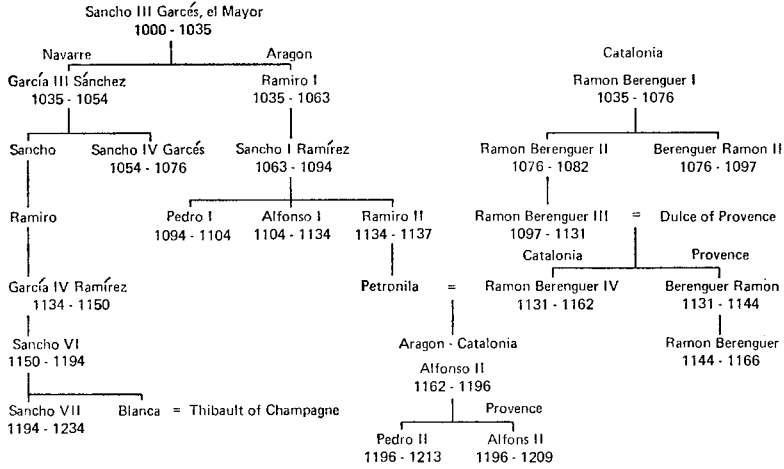 Sancho III Garcés, el Mayor
1000 - 1035
Navarre Aragon Catalonia
García III Sánchez Ramiro I Ramon Berenguer I
1035 - 1054 1035 - 1063 1035 - 1076
Sancho Sancho IV Garcés Sancho I Ramírez Ramon Berenguer II Berenguer Ramon II
1054 - 1076 1063 - 1094 1076 - 1082 1076 - 1097
Ramiro Pedro I Alfonso I Ramiro II Ramon Berenguer III = Dulce of Provence
1094 - 1104 1104 - 1134 1134 - 1137 1097 - 1131
Catalonia Provence
García IV Ramírez Petronila = Ramon Berenguer IV Berenguer Ramon
1134 - 1150 1131 - 1162 1131 - 1144
Sancho VI Aragon - Catalonia Ramon Berenguer
1150 - 1194 1144 - 1166
Alfonso II
1162 - 1196
Sancho VII Blanca = Thibault of Champagne Provence
1194 - 1234
Pedro II Alfons II
1196 - 1213 1196 - 1209